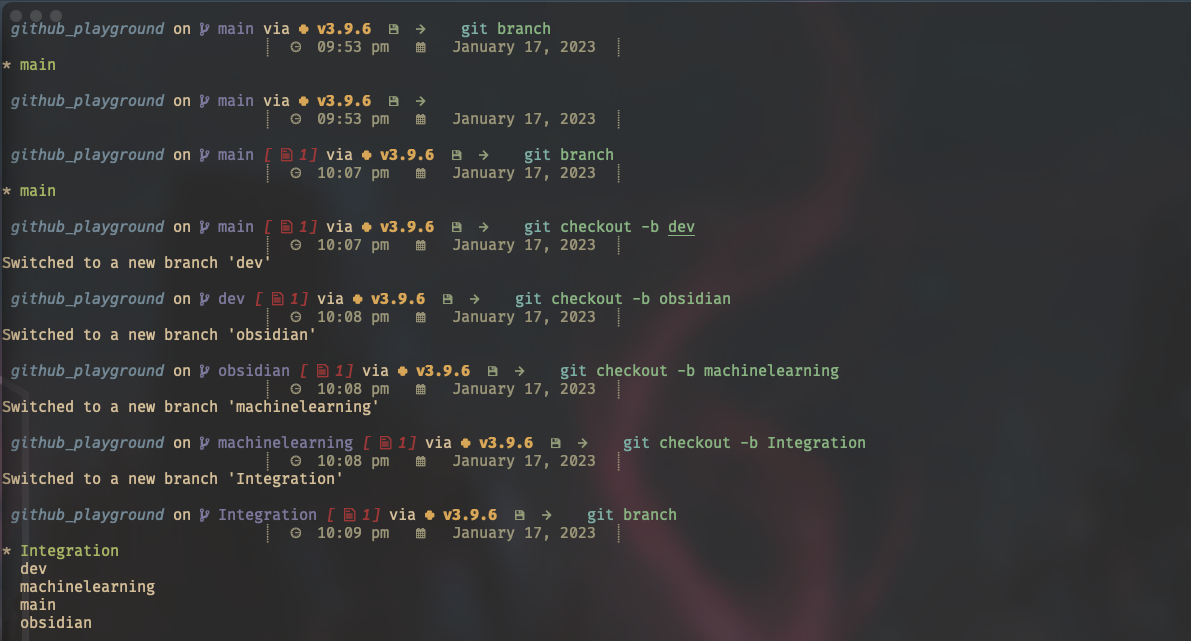 github_playground on main via v3.9.6 → git branch
09:53 pm January 17, 2023
* main
github_playground on main via v3.9.6 →
09:53 pm January 17, 2023
github_playground on main [ 1] via v3.9.6 → git branch
10:07 pm January 17, 2023
* main
github_playground on main [ 1] via v3.9.6 → git checkout -b dev
10:07 pm January 17, 2023
Switched to a new branch 'dev'
github_playground on dev [ 1] via v3.9.6 → git checkout -b obsidian
10:08 pm January 17, 2023
Switched to a new branch 'obsidian'
github_playground on obsidian [ 1] via v3.9.6 → git checkout -b machinelearning
10:08 pm January 17, 2023
Switched to a new branch 'machinelearning'
github_playground on machinelearning [ 1] via v3.9.6 → git checkout -b Integration
10:08 pm January 17, 2023
Switched to a new branch 'Integration'
github_playground on Integration [ 1] via v3.9.6 → git branch
10:09 pm January 17, 2023
* Integration
dev
machinelearning
main
obsidian